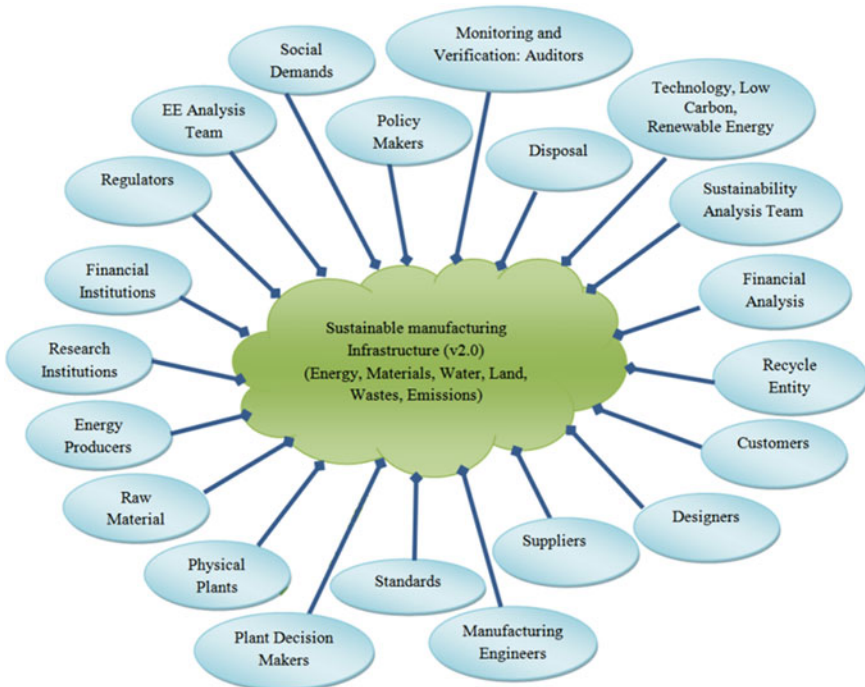 Social
Demands
Monitoring and
Verification: Auditors
Technology, Low
Carbon,
Renewable Energy
EE Analysis
Team
Policy
Makers
Disposal
Regulators
Sustainability
Analysis Team
Financial
Institutions
Financial
Analysis
Sustainable manufacturing
Infrastructure (v2.0)
(Energy, Materials, Water, Land,
Wastes, Emissions)
Research
Institutions
Recycle
Entity
Energy
Producers
Customers
Raw
Material
Designers
Physical
Plants
Suppliers
Standards
Plant Decision
Makers
Manufacturing
Engineers